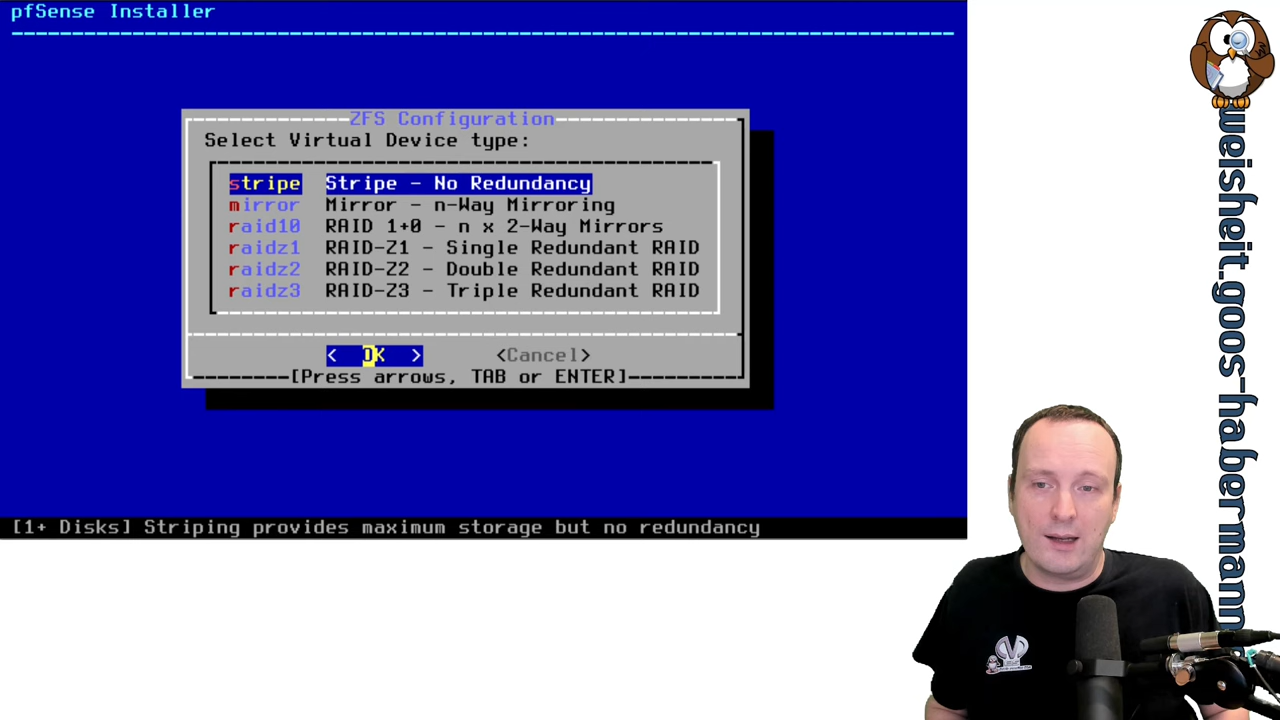 pfSense Installer
ZFS Configuration
Select Virtual Device type:
stripe Stripe - No Redundancy
mirror Mirror - n-Way Mirroring
raid10 RAID 1+0 - n x 2-Way Mirrors
raidz1 RAID-Z1 - Single Redundant RAID
raidz2 RAID-Z2 - Double Redundant RAID
raidz3 RAID-Z3 - Triple Redundant RAID
< OK > <Cancel>
[Press arrows, TAB or ENTER]
[1+ Disks] Striping provides maximum storage but no redundancy
weisheit.goos-habermann